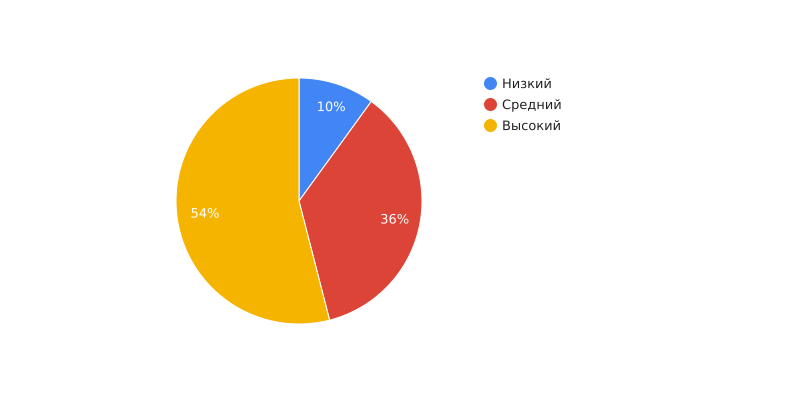 10%
36%
54%
Низкий
Средний
Высокий